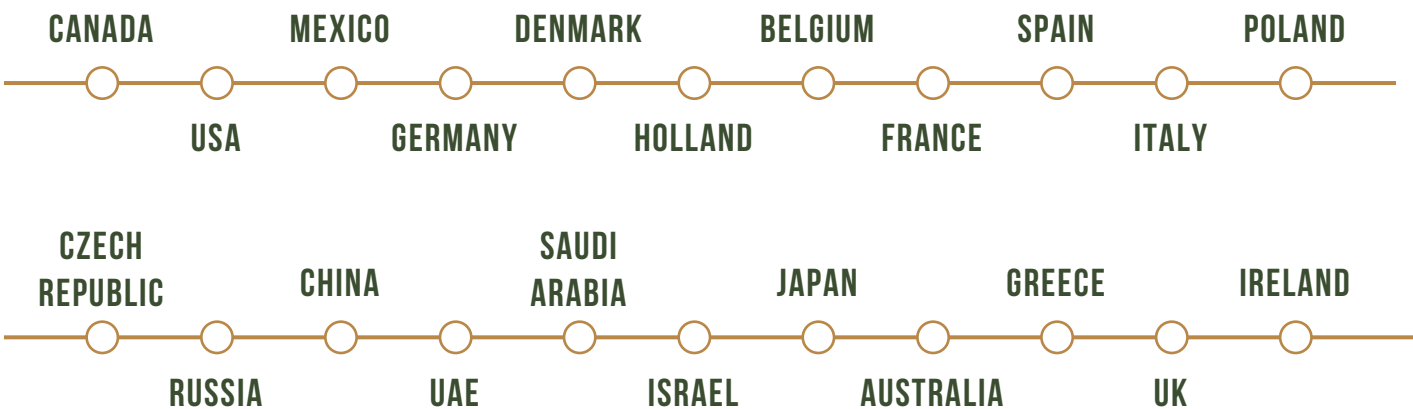 CANADA MEXICO DENMARK BELGIUM SPAIN POLAND
USA GERMANY HOLLAND FRANCE ITALY
CZECH REPUBLIC CHINA SAUDI ARABIA JAPAN GREECE IRELAND
RUSSIA UAE ISRAEL AUSTRALIA UK